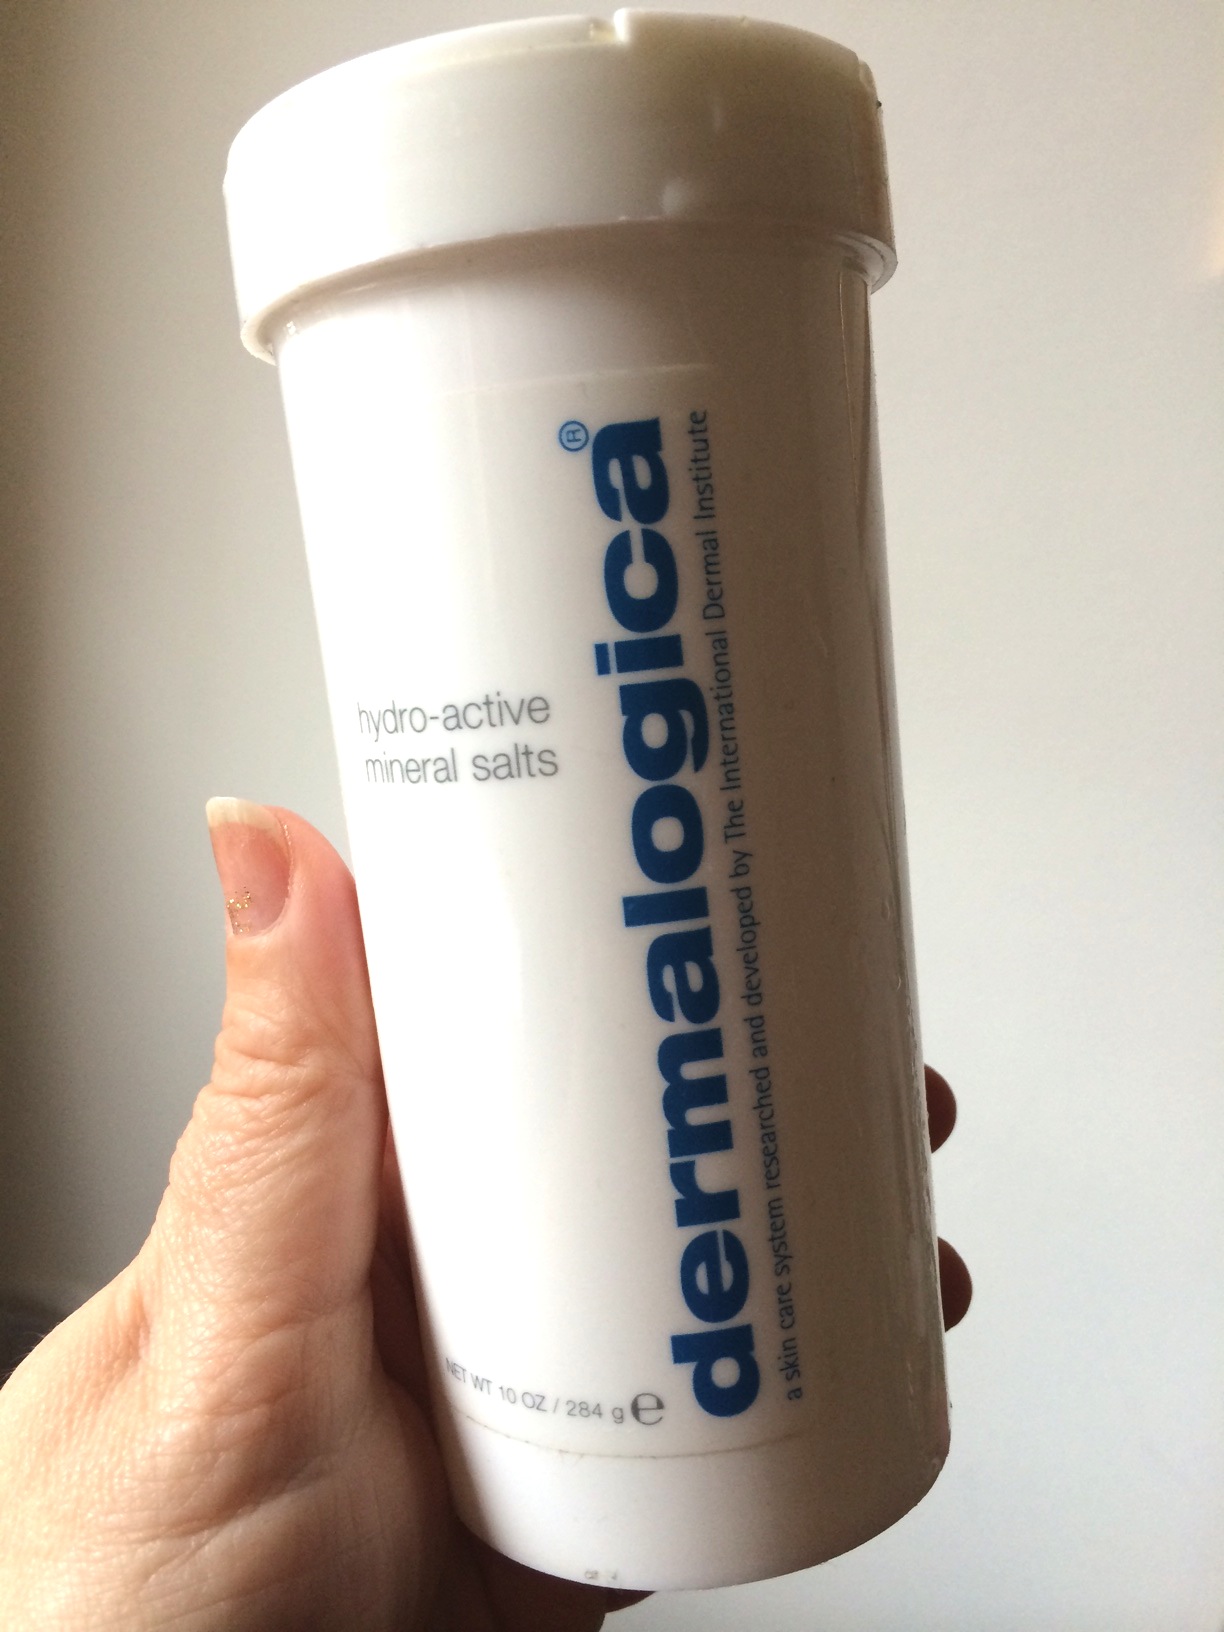 dermalogica®
a skin care system researched and developed by The International Dermal Institute
hydro-active
mineral salts
NET WT 10 OZ / 284 g ℮